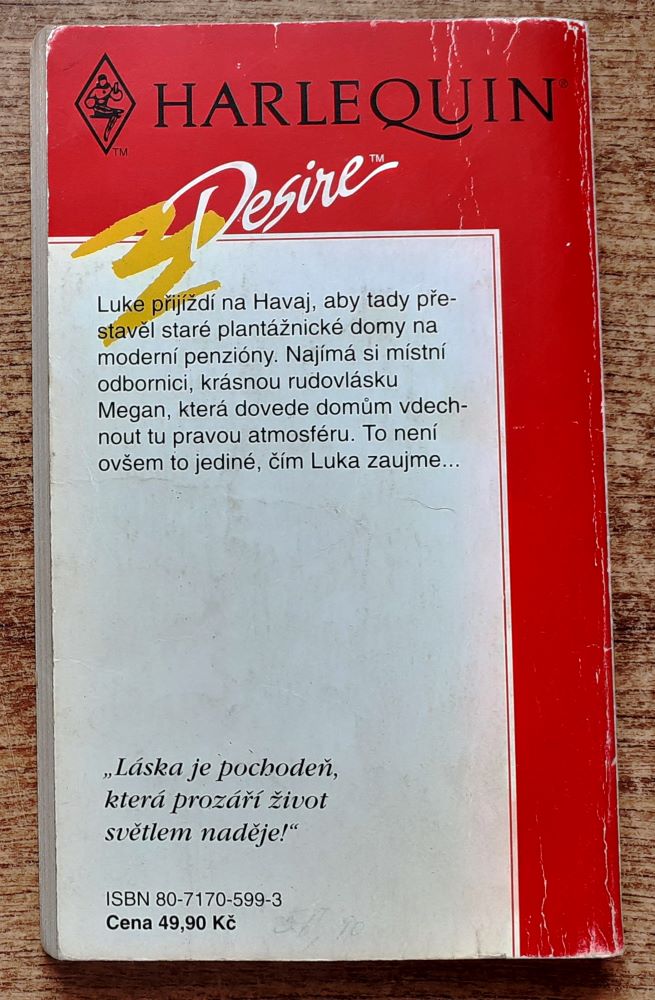 HARLEQUIN®
TM
Desire™
Luke přijíždí na Havaj, aby tady pře-
stavěl staré plantážnické domy na
moderní penzióny. Najímá si místní
odbornici, krásnou rudovlásku
Megan, která dovede domům vdech-
nout tu pravou atmosféru. To není
ovšem to jediné, čím Luka zaujme...
„Láska je pochodeň,
která prozáří život
světlem naděje!“
ISBN 80-7170-599-3
Cena 49,90 Kč